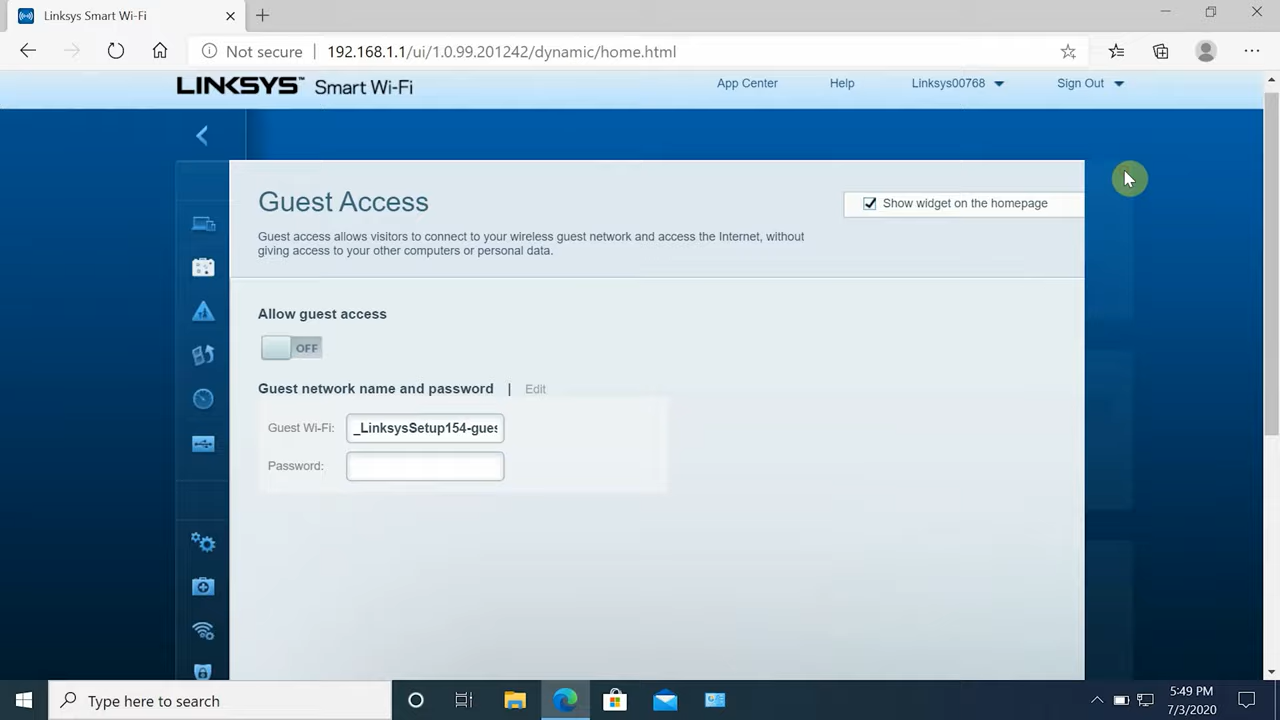 Linksys Smart Wi-Fi
Not secure | 192.168.1.1/ui/1.0.99.201242/dynamic/home.html
LINKSYS™ Smart Wi-Fi
App Center Help Linksys00768 Sign Out
Guest Access
Show widget on the homepage
Guest access allows visitors to connect to your wireless guest network and access the Internet, without
giving access to your other computers or personal data.
Allow guest access
OFF
Guest network name and password | Edit
Guest Wi-Fi: _LinksysSetup154-gues
Password:
Type here to search
5:49 PM
7/3/2020